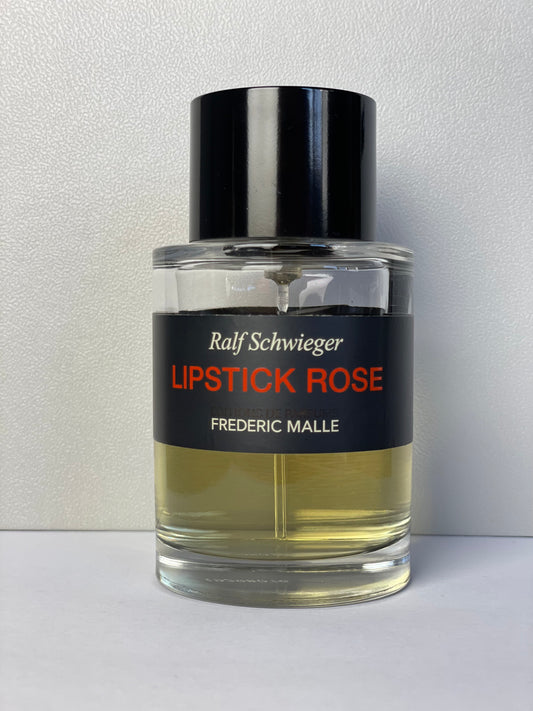 Ralf Schwieger
LIPSTICK ROSE
FREDERIC MALLE